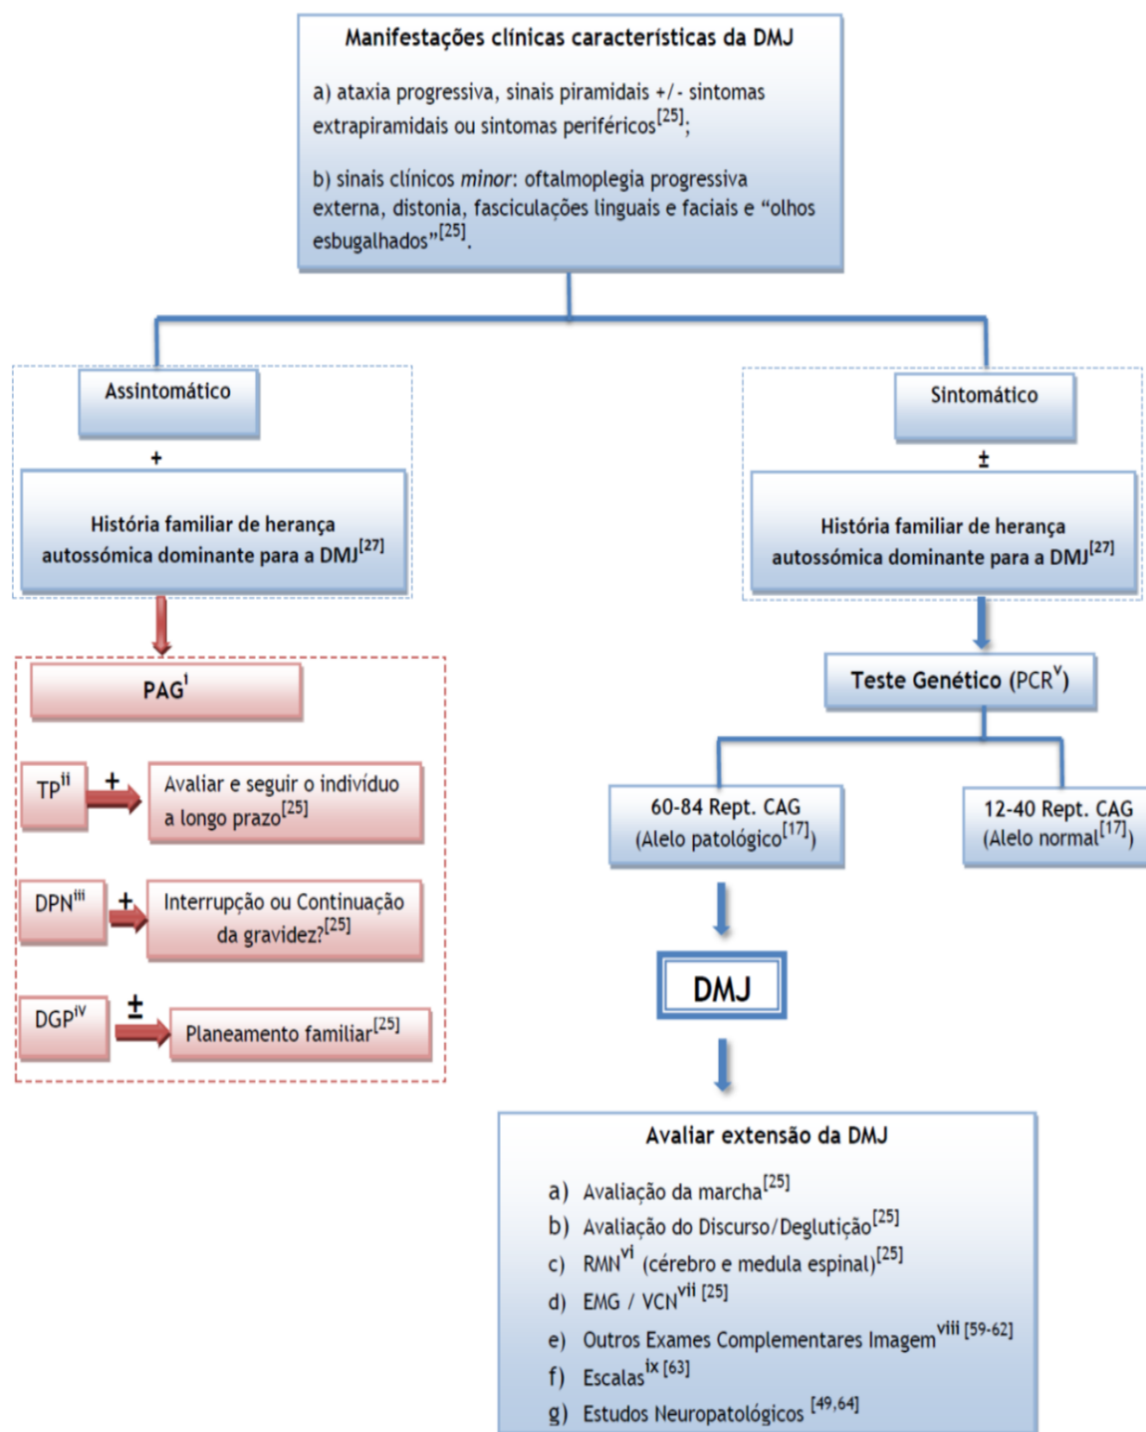 Manifestações clínicas características da DMJ
a) ataxia progressiva, sinais piramidais +/- sintomas
extrapiramidais ou sintomas periféricos[25];
b) sinais clínicos minor: oftalmoplegia progressiva
externa, distonia, fasciculações linguais e faciais e “olhos
esbugalhados”[25].
Assintomático
+
História familiar de herança
autossómica dominante para a DMJ[27]
Sintomático
±
História familiar de herança
autossómica dominante para a DMJ[27]
PAGi
TPii
+
Avaliar e seguir o indivíduo
a longo prazo[25]
DPNiii
+
Interrupção ou Continuação
da gravidez?[25]
DGPiv
±
Planeamento familiar[25]
Teste Genético (PCRv)
60-84 Rept. CAG
(Alelo patológico[17])
12-40 Rept. CAG
(Alelo normal[17])
DMJ
Avaliar extensão da DMJ
a) Avaliação da marcha[25]
b) Avaliação do Discurso/Deglutição[25]
c) RMNvi (cérebro e medula espinal)[25]
d) EMG / VCNvii [25]
e) Outros Exames Complementares Imagemviii [59-62]
f) Escalasix [63]
g) Estudos Neuropatológicos [49,64]